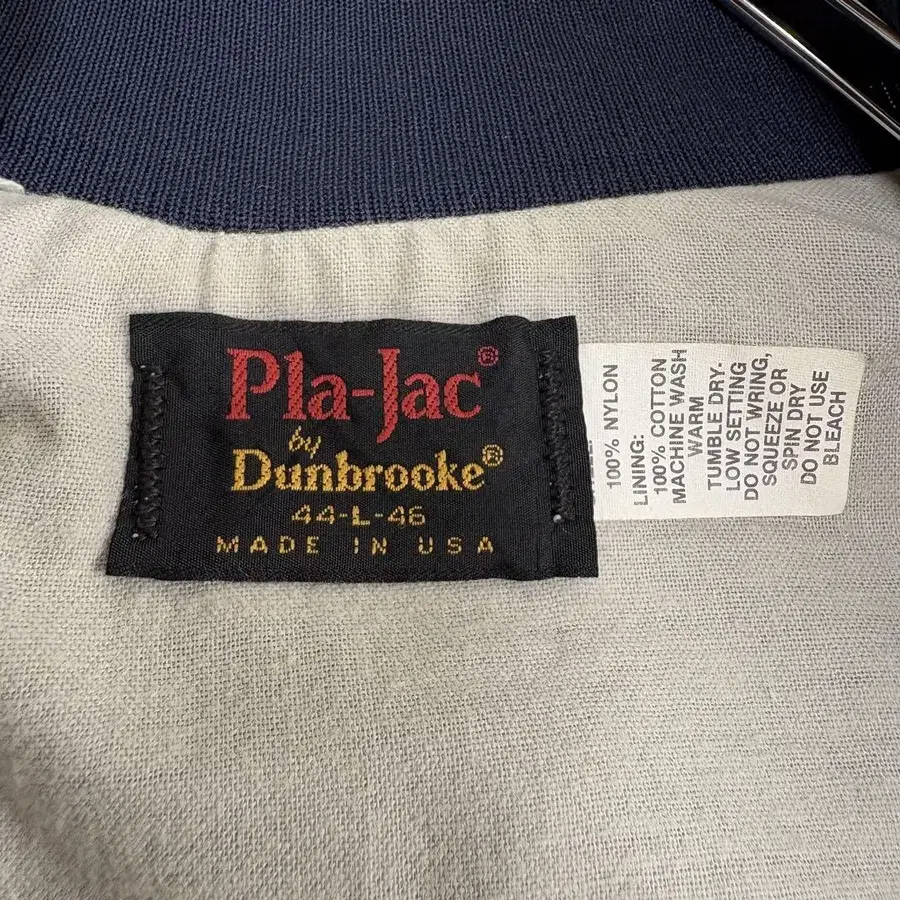 Pla-Jac®
by
Dunbrooke®
44-L-46
MADE IN USA
100% NYLON
LINING:
100% COTTON
MACHINE WASH
WARM
TUMBLE DRY-
LOW SETTING
DO NOT WRING,
SQUEEZE OR
SPIN DRY
DO NOT USE
BLEACH